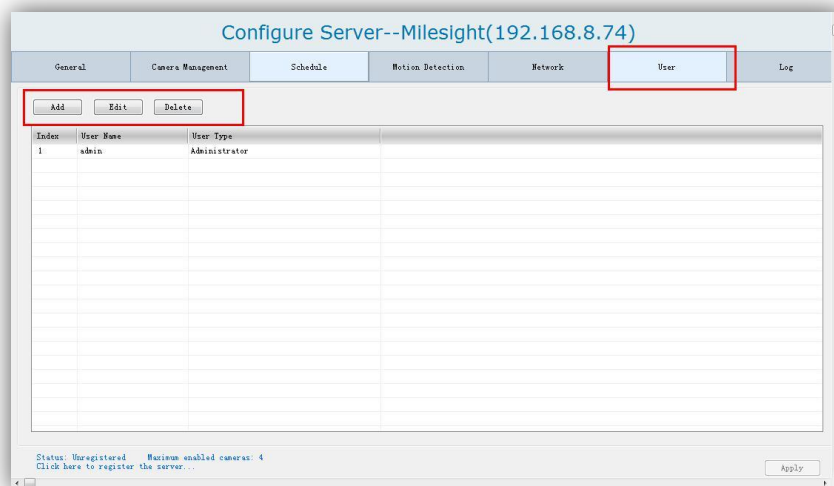 Configure Server--Milesight(192.168.8.74)
General Camera Management Schedule Motion Detection Network User Log
Add Edit Delete
Index User Name User Type
1 admin Administrator
Status: Unregistered Maximum enabled cameras: 4
Click here to register the server...
Apply